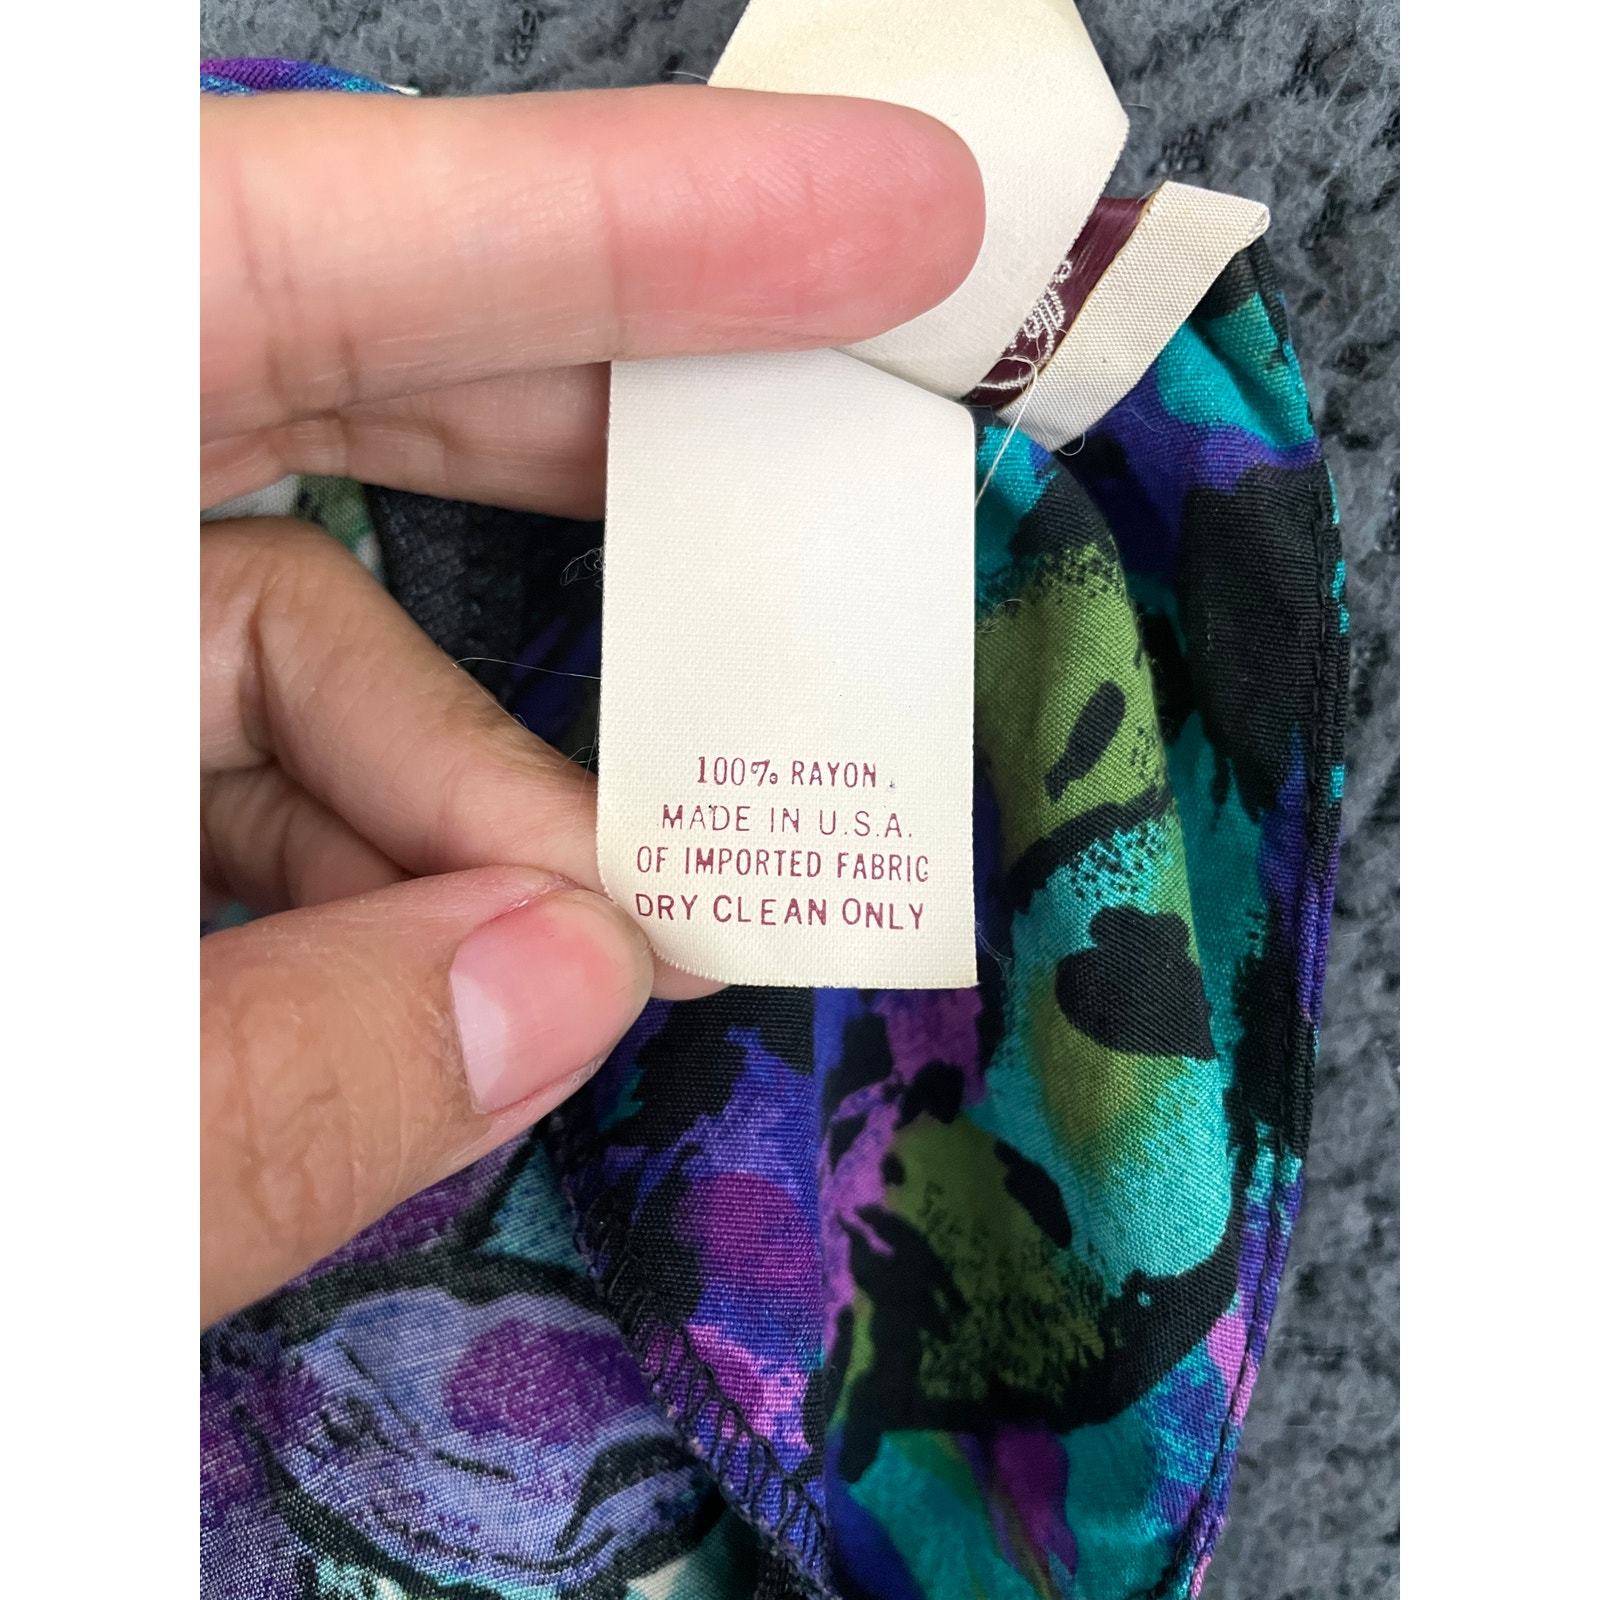 100% RAYON
MADE IN U.S.A.
OF IMPORTED FABRIC
DRY CLEAN ONLY